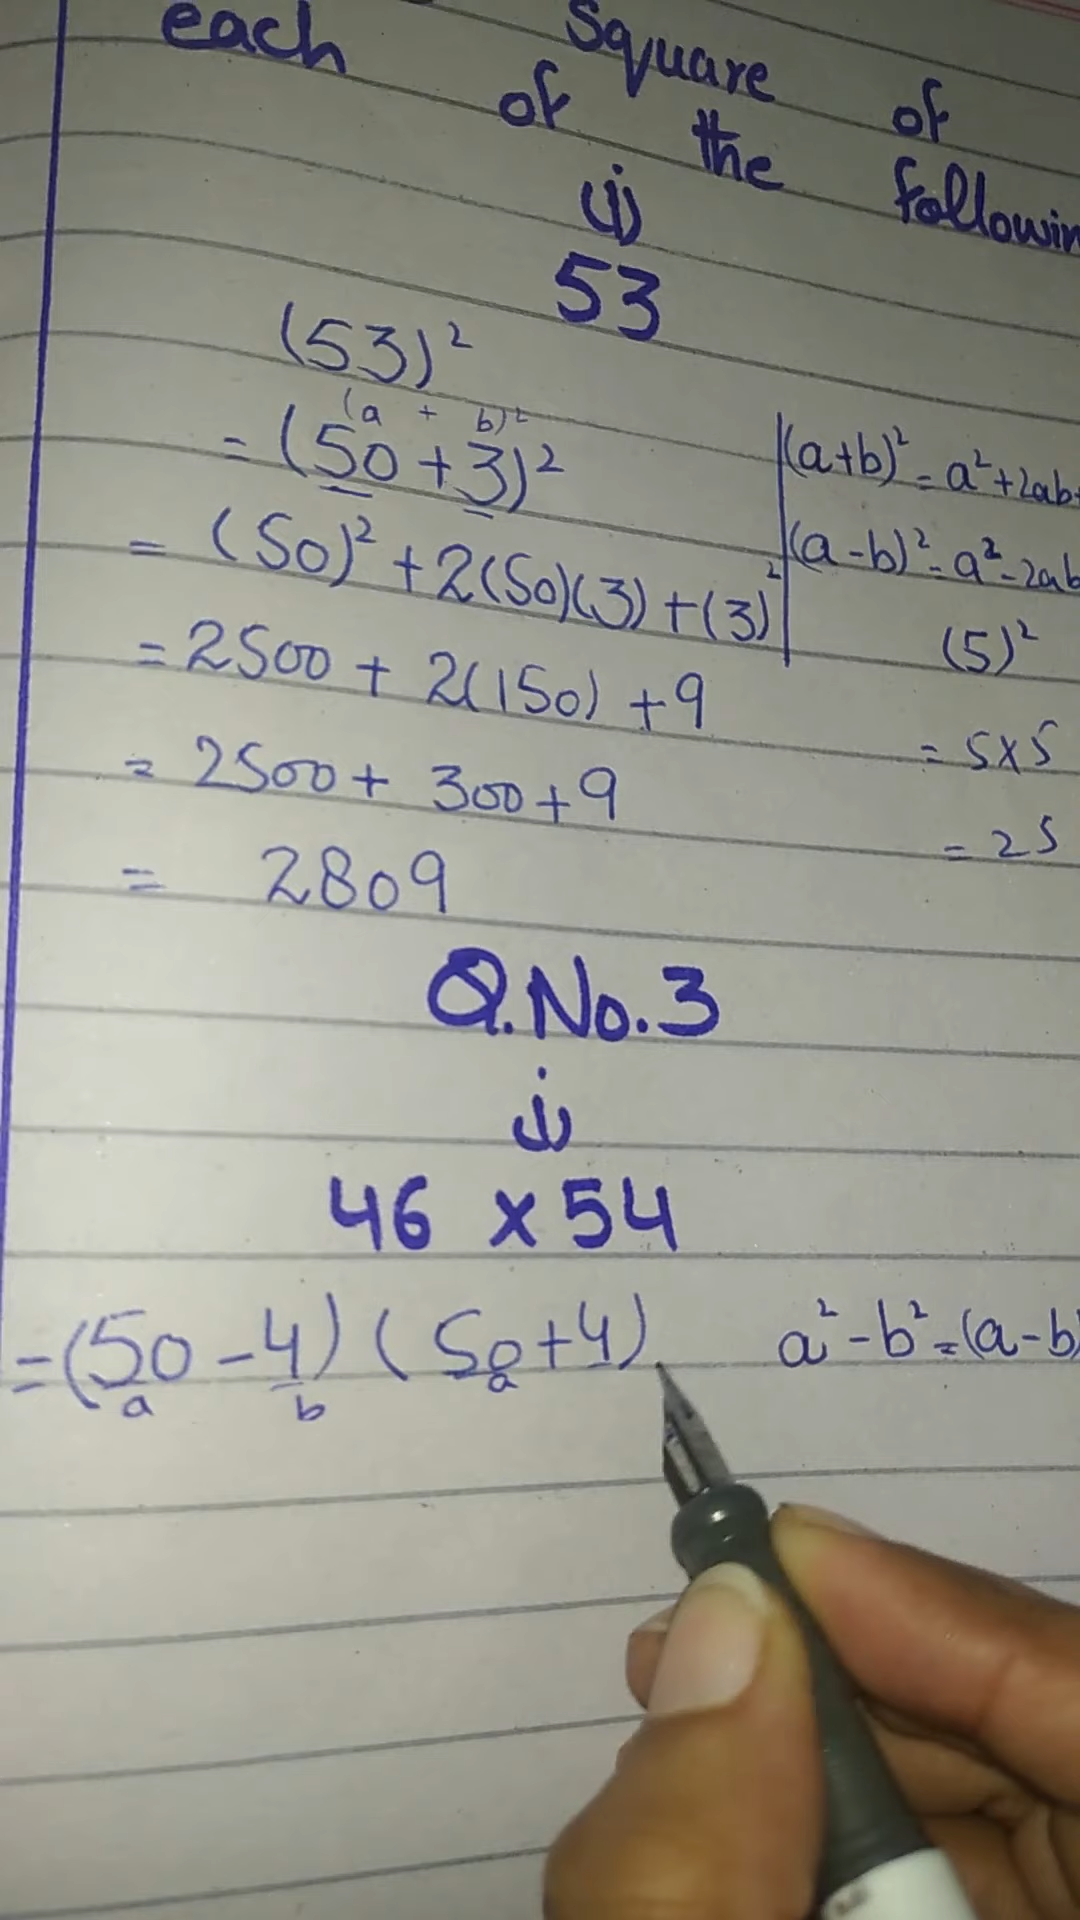 each square of
of the followin
(i)
53
(53)²
(a + b)²
= (50 + 3)²
= (50)² + 2(50)(3) + (3)²
= 2500 + 2(150) + 9
= 2500 + 300 + 9
= 2809
(a+b)² = a² + 2ab+
(a-b)² = a² - 2ab
(5)²
= 5×5
= 25
Q.No.3
(i)
46 × 54
= (50 - 4) (50 + 4)
a b a
a² - b² = (a - b)